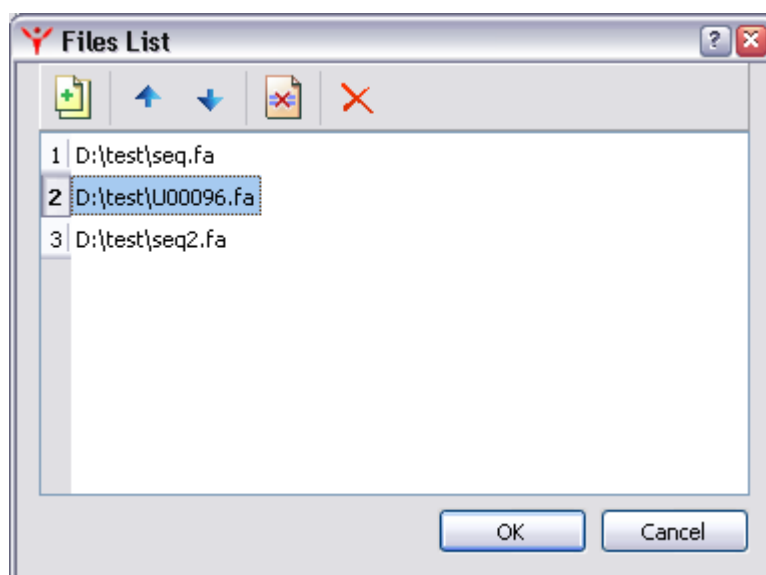 Files List
1 D:\test\seq.fa
2 D:\test\U00096.fa
3 D:\test\seq2.fa
OK Cancel